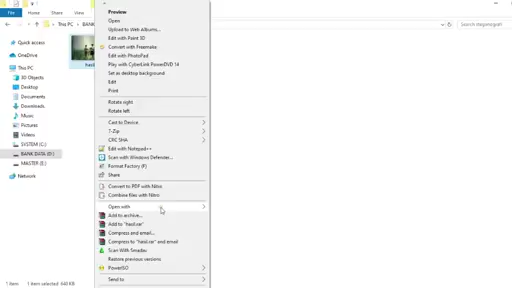 File
Home
Share
View
This PC
BANK
Search steganograph
Quick access
OneDrive
This PC
3D Objects
Desktop
Documents
Downloads
Music
Pictures
Videos
SYSTEM (C:)
BANK DATA (D:)
MASTER (E:)
Network
hasil
Preview
Open
Upload to Web Albums...
Edit with Paint 3D
Convert with Freemake
Edit with PhotoPad
Play with CyberLink PowerDVD 14
Set as desktop background
Edit
Print
Rotate right
Rotate left
Cast to Device
7-Zip
CRC SHA
Edit with Notepad++
Scan with Windows Defender...
Format Factory (F)
Share
Convert to PDF with Nitro
Combine files with Nitro
Open with
Add to archive...
Add to "hasil.rar"
Compress and email...
Compress to "hasil.rar" and email
Scan With Smadav
Restore previous versions
PowerISO
Send to
1 item
1 item selected 640 KB